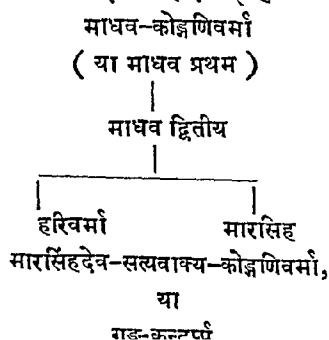 माधव-कोङ्गणिवर्मा
( या माधव प्रथम )
माधव द्वितीय
हरिवर्मा मारसिह
मारसिंहदेव-सत्यवाक्य-कोङ्गणिवर्मा,
या